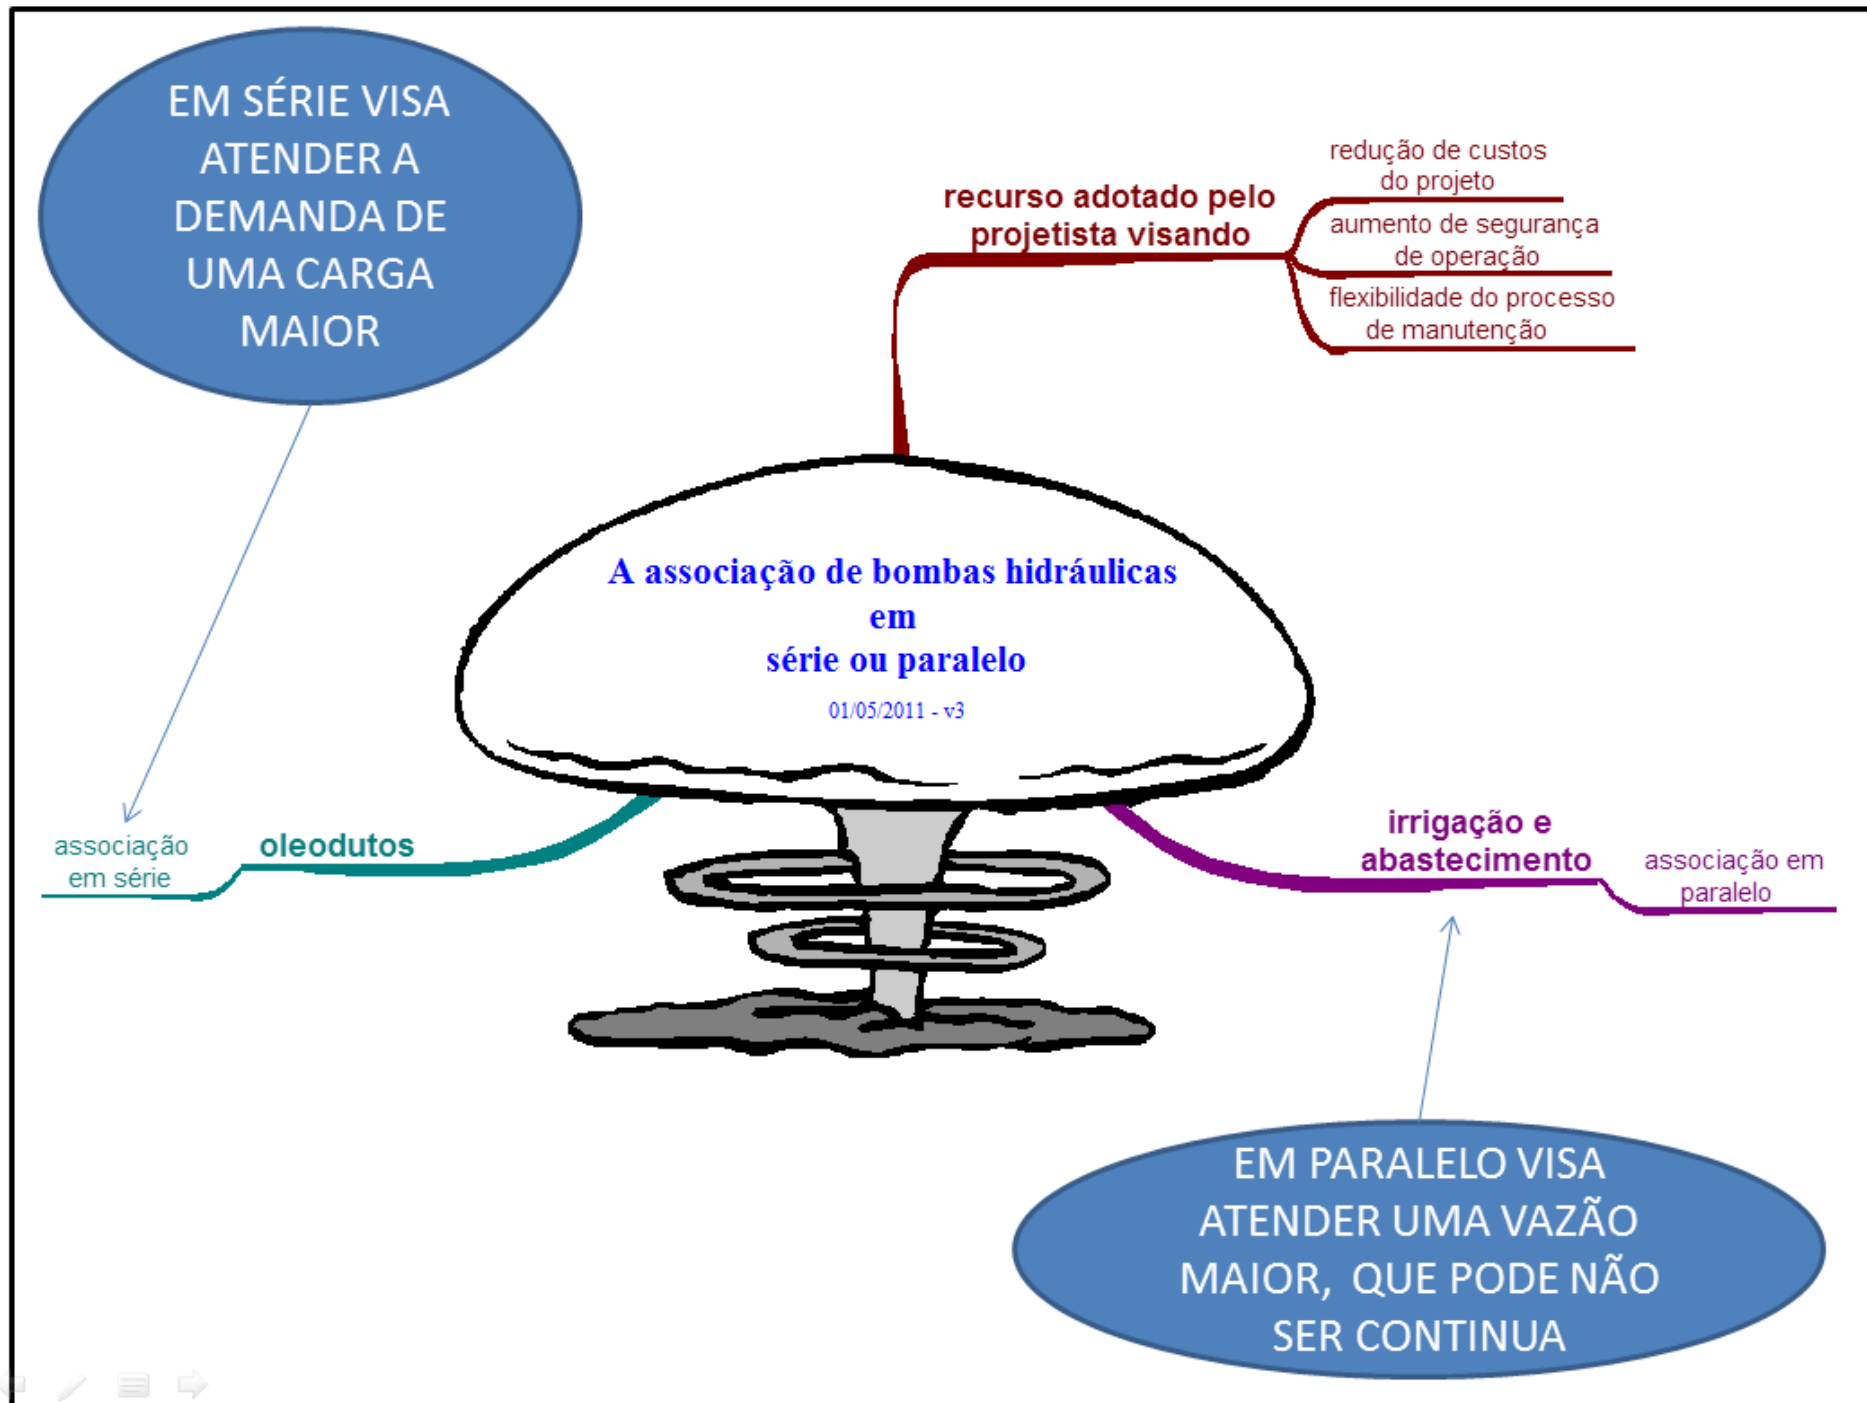 EM SÉRIE VISA
ATENDER A
DEMANDA DE
UMA CARGA
MAIOR
recurso adotado pelo
projetista visando
redução de custos
do projeto
aumento de segurança
de operação
flexibilidade do processo
de manutenção
A associação de bombas hidráulicas
em
série ou paralelo
01/05/2011 - v3
oleodutos
associação
em série
irrigação e
abastecimento
associação em
paralelo
EM PARALELO VISA
ATENDER UMA VAZÃO
MAIOR, QUE PODE NÃO
SER CONTINUA